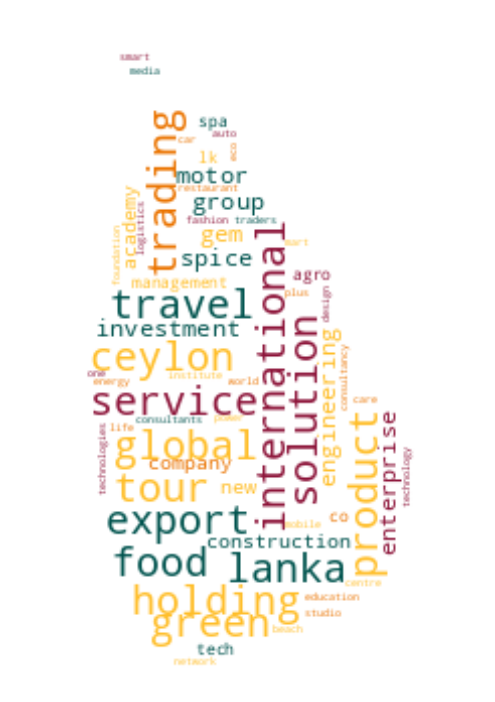 smart
media
trading
spa
auto
car
eco
lk
motor
restaurant
academy
logistics
group
fashion
traders
gem
mart
foundation
spice
international
agro
management
plus
design
travel
investment
solution
engineering
ceylon
consultancy
one
energy
institute
world
service
care
consultants
power
life
technologies
global
product
enterprise
company
technology
tour
new
export
co
mobile
construction
food
lanka
centre
holding
education
green
studio
beach
tech
network